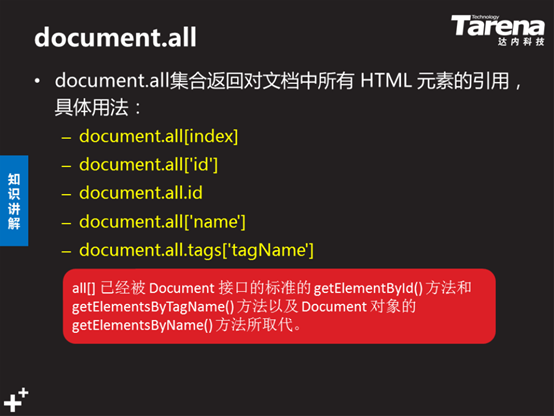 document.all
Technology
Tarena
达内科技
• document.all集合返回对文档中所有 HTML 元素的引用，
具体用法：
– document.all[index]
– document.all['id']
– document.all.id
– document.all['name']
– document.all.tags['tagName']
知识讲解
all[] 已经被 Document 接口的标准的 getElementById() 方法和
getElementsByTagName() 方法以及 Document 对象的
getElementsByName() 方法所取代。